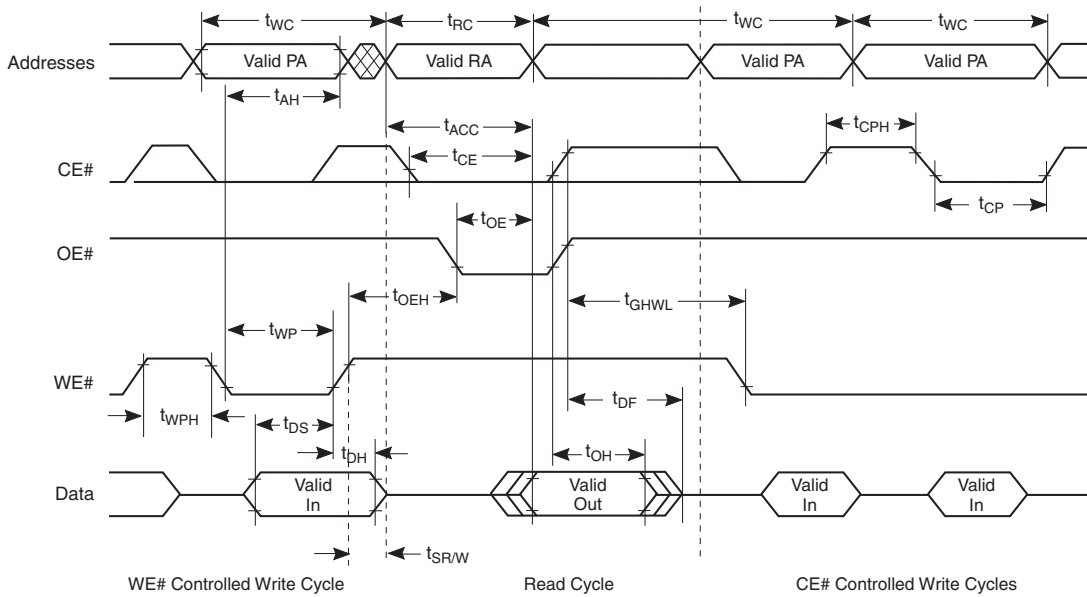 tWC tRC tWC tWC
Addresses Valid PA Valid RA Valid PA Valid PA
tAH
tACC tCPH
CE# tCE
tOE tCP
OE#
tOEH tGHWL
tWP
WE#
tWPH tDS tDF
tDH tOH
Data Valid In Valid Out Valid In Valid In
tSR/W
WE# Controlled Write Cycle Read Cycle CE# Controlled Write Cycles